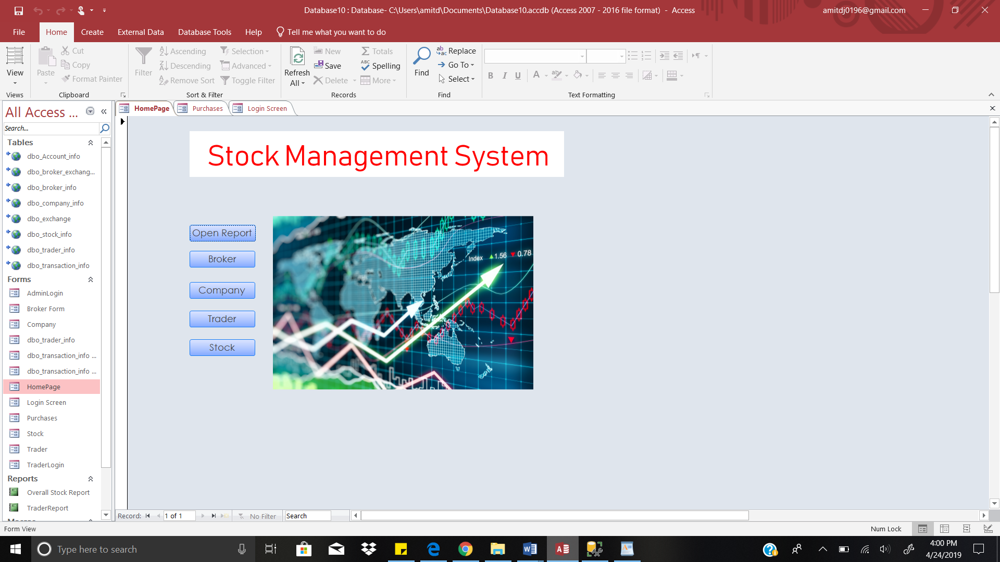 Database10 : Database- C:\Users\amitd\Documents\Database10.accdb (Access 2007 - 2016 file format)  -  Access
amitdj0196@gmail.com
File
Home
Create
External Data
Database Tools
Help
Tell me what you want to do
View
Views
Paste
Cut
Copy
Format Painter
Clipboard
Filter
Ascending
Descending
Remove Sort
Selection
Advanced
Toggle Filter
Sort & Filter
Refresh
All
New
Save
Delete
Totals
Spelling
More
Records
Find
Replace
Go To
Select
Find
B I U A
Text Formatting
All Access ...
Search...
Tables
dbo_Account_info
dbo_broker_exchang...
dbo_broker_info
dbo_company_info
dbo_exchange
dbo_stock_info
dbo_trader_info
dbo_transaction_info
Forms
AdminLogin
Broker Form
Company
dbo_trader_info
dbo_transaction_info ...
dbo_transaction_info ...
HomePage
Login Screen
Purchases
Stock
Trader
TraderLogin
Reports
Overall Stock Report
TraderReport
HomePage
Purchases
Login Screen
Stock Management System
Open Report
Broker
Company
Trader
Stock
Index ▲1.56 ▼0.78
Record:
1 of 1
No Filter
Search
Form View
Num Lock
Type here to search
4:00 PM
4/24/2019